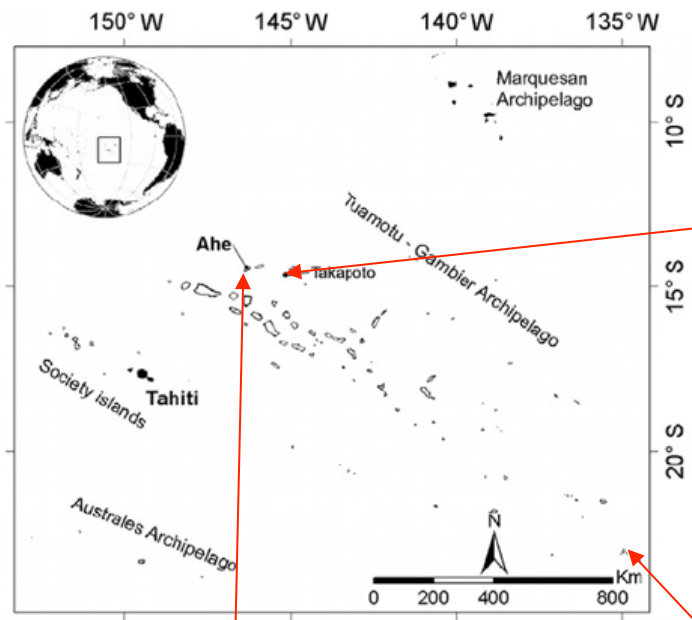 150°W 145°W 140°W 135°W
Marquesan
Archipelago
10°S
Tuamotu - Gambier Archipelago
Ahe
Takapoto
15°S
Society islands
Tahiti
20°S
Australes Archipelago
N
Km
0 200 400 800